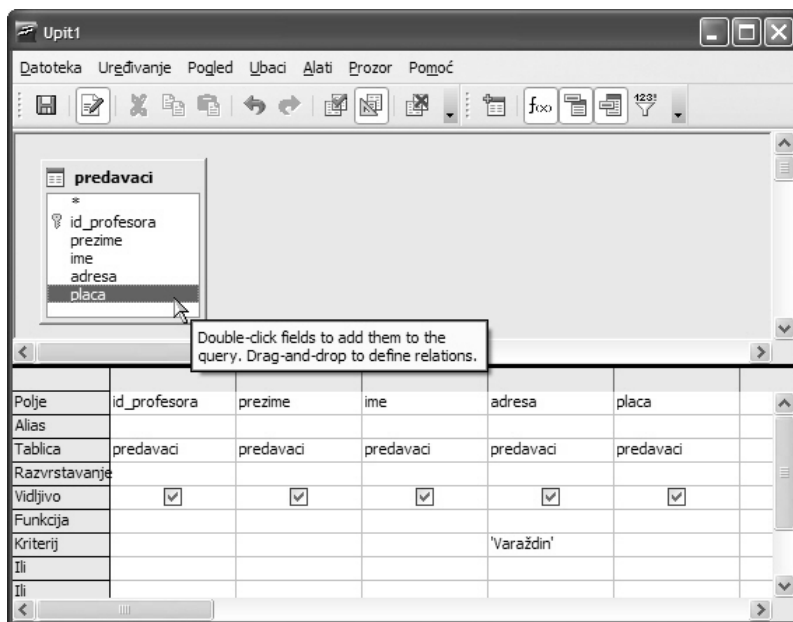 Upit1
Datoteka Uređivanje Pogled Ubaci Alati Prozor Pomoć
f(x) 123!
predavaci
*
id_profesora
prezime
ime
adresa
placa
Double-click fields to add them to the
query. Drag-and-drop to define relations.
Polje id_profesora prezime ime adresa placa
Alias
Tablica predavaci predavaci predavaci predavaci predavaci
Razvrstavanje
Vidljivo
Funkcija
Kriterij 'Varaždin'
Ili
Ili